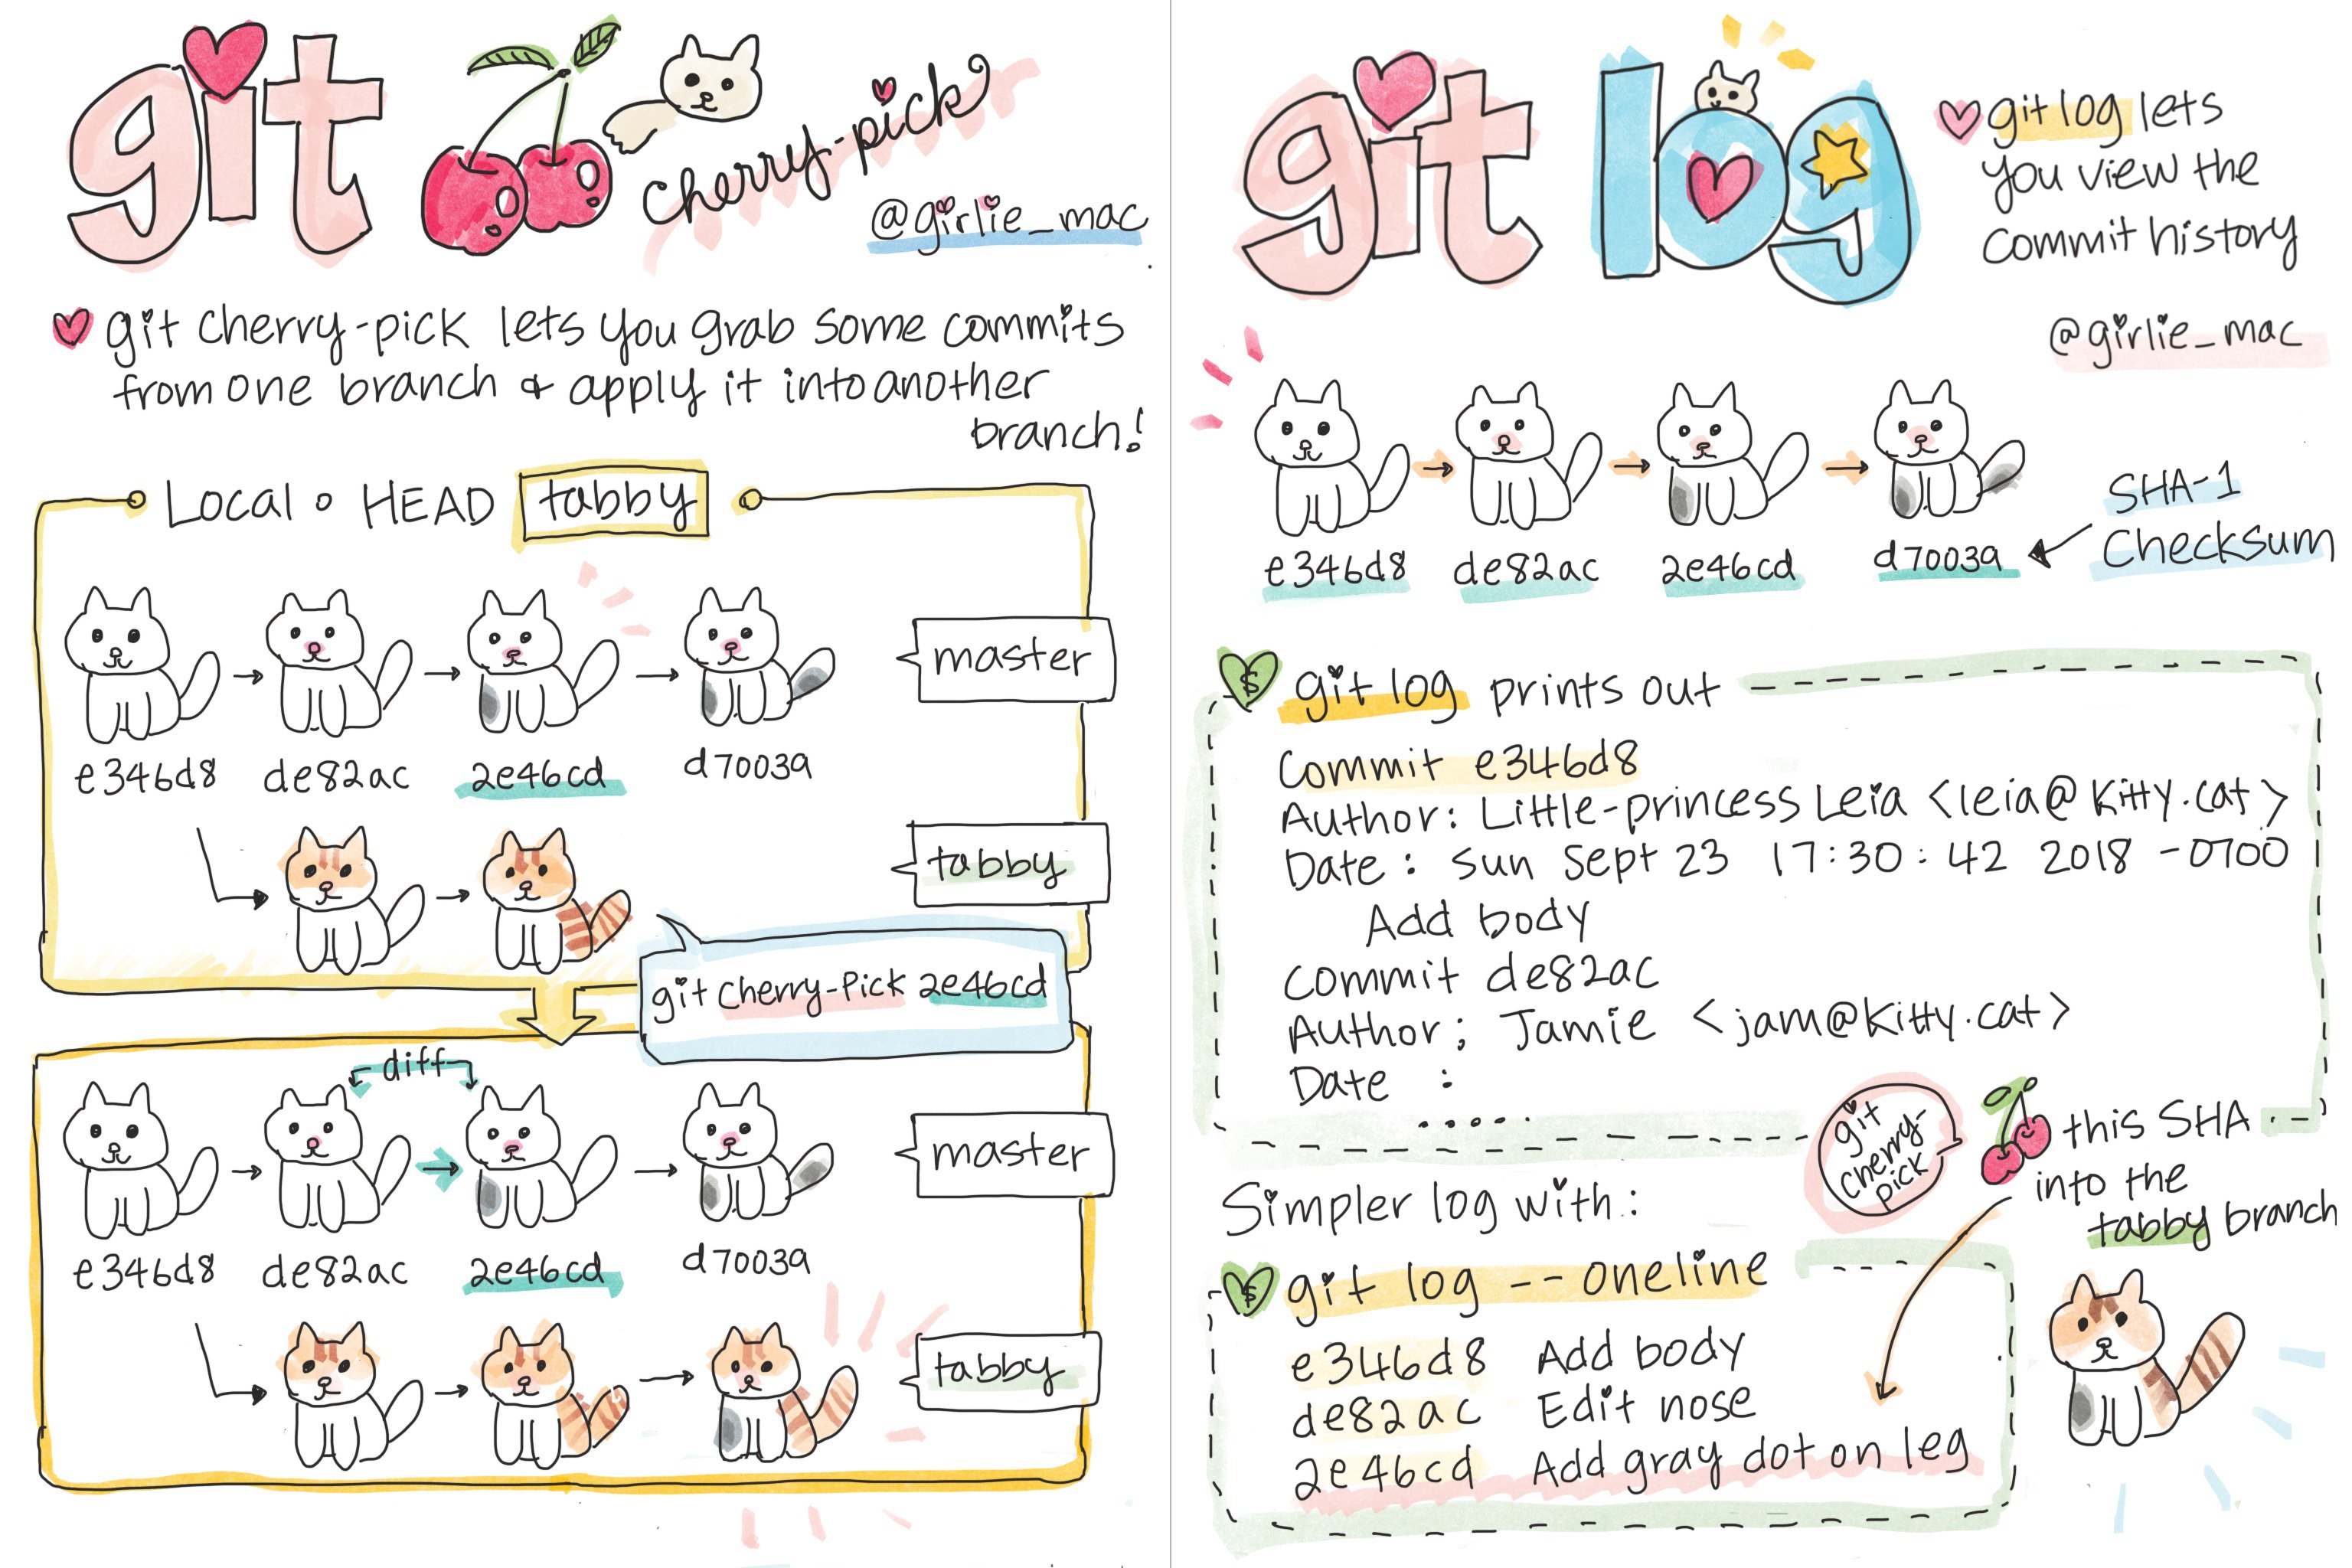 git cherry-pick
@girlie_mac
git cherry-pick lets you grab some commits
from one branch & apply it into another
branch!
Local • HEAD tabby
master
e346d8 de82ac 2e46cd d7003a
tabby
git cherry-pick 2e46cd
diff
master
e346d8 de82ac 2e46cd d7003a
tabby
git log
git log lets
you view the
commit history
@girlie_mac
SHA-1
Checksum
e346d8 de82ac 2e46cd d7003a
$ git log prints out
Commit e346d8
Author: Little-princess Leia <leia@kitty.cat>
Date : Sun Sept 23 17:30:42 2018 -0700
Add body
Commit de82ac
Author: Jamie <jam@kitty.cat>
Date :
.....
git
cherry-
pick
this SHA
into the
tabby branch
Simpler log with:
$ git log --oneline
e346d8 Add body
de82ac Edit nose
2e46cd Add gray dot on leg